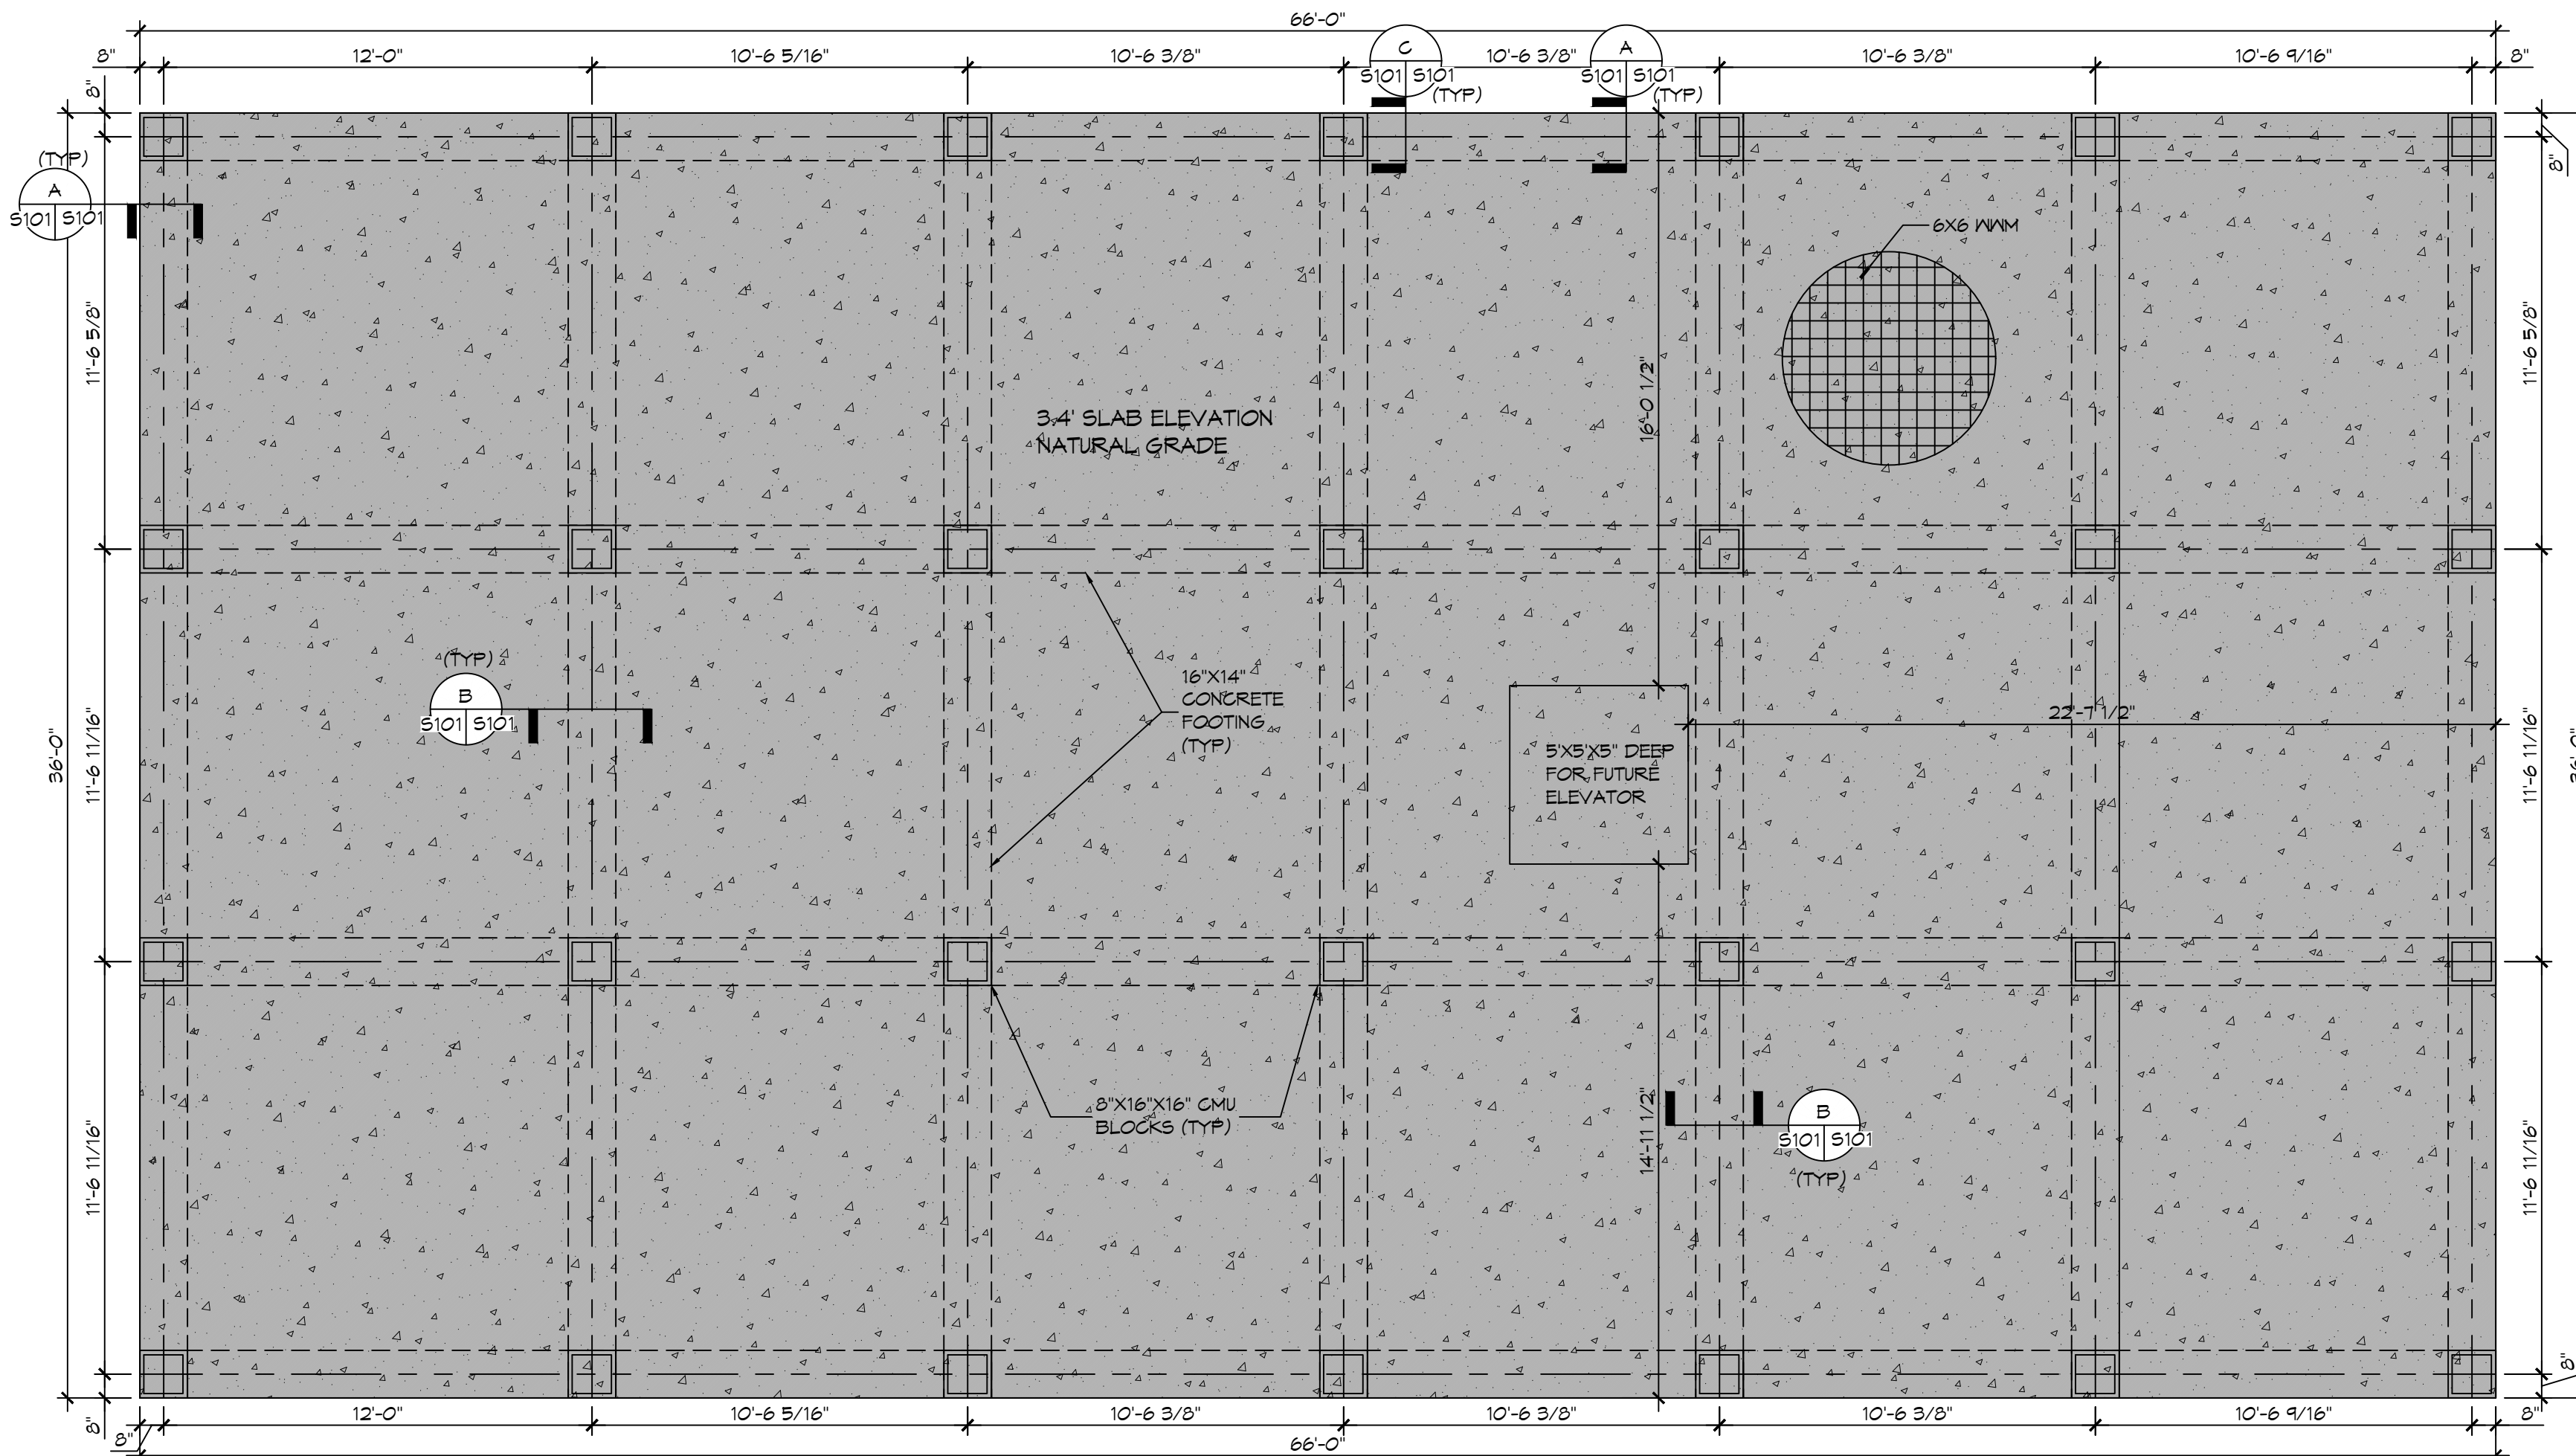 66'-0"
8"
12'-0"
10'-6 5/16"
10'-6 3/8"
C
S101 S101
(TYP)
10'-6 3/8"
A
S101 S101
(TYP)
10'-6 3/8"
10'-6 9/16"
8"
8"
8"
(TYP)
A
S101 S101
6X6 WWM
11'-6 5/8"
16'-0 1/2"
11'-6 5/8"
3.4' SLAB ELEVATION
NATURAL GRADE
(TYP)
B
S101 S101
16"X14"
CONCRETE
FOOTING
(TYP)
22'-7 1/2"
5'X5'X5" DEEP
FOR FUTURE
ELEVATOR
36'-0"
11'-6 11/16"
11'-6 11/16"
36'-0"
8"X16"X16" CMU
BLOCKS (TYP)
14'-11 1/2"
B
S101 S101
(TYP)
11'-6 11/16"
11'-6 11/16"
8"
8"
8"
12'-0"
10'-6 5/16"
10'-6 3/8"
10'-6 3/8"
10'-6 3/8"
10'-6 9/16"
8"
66'-0"